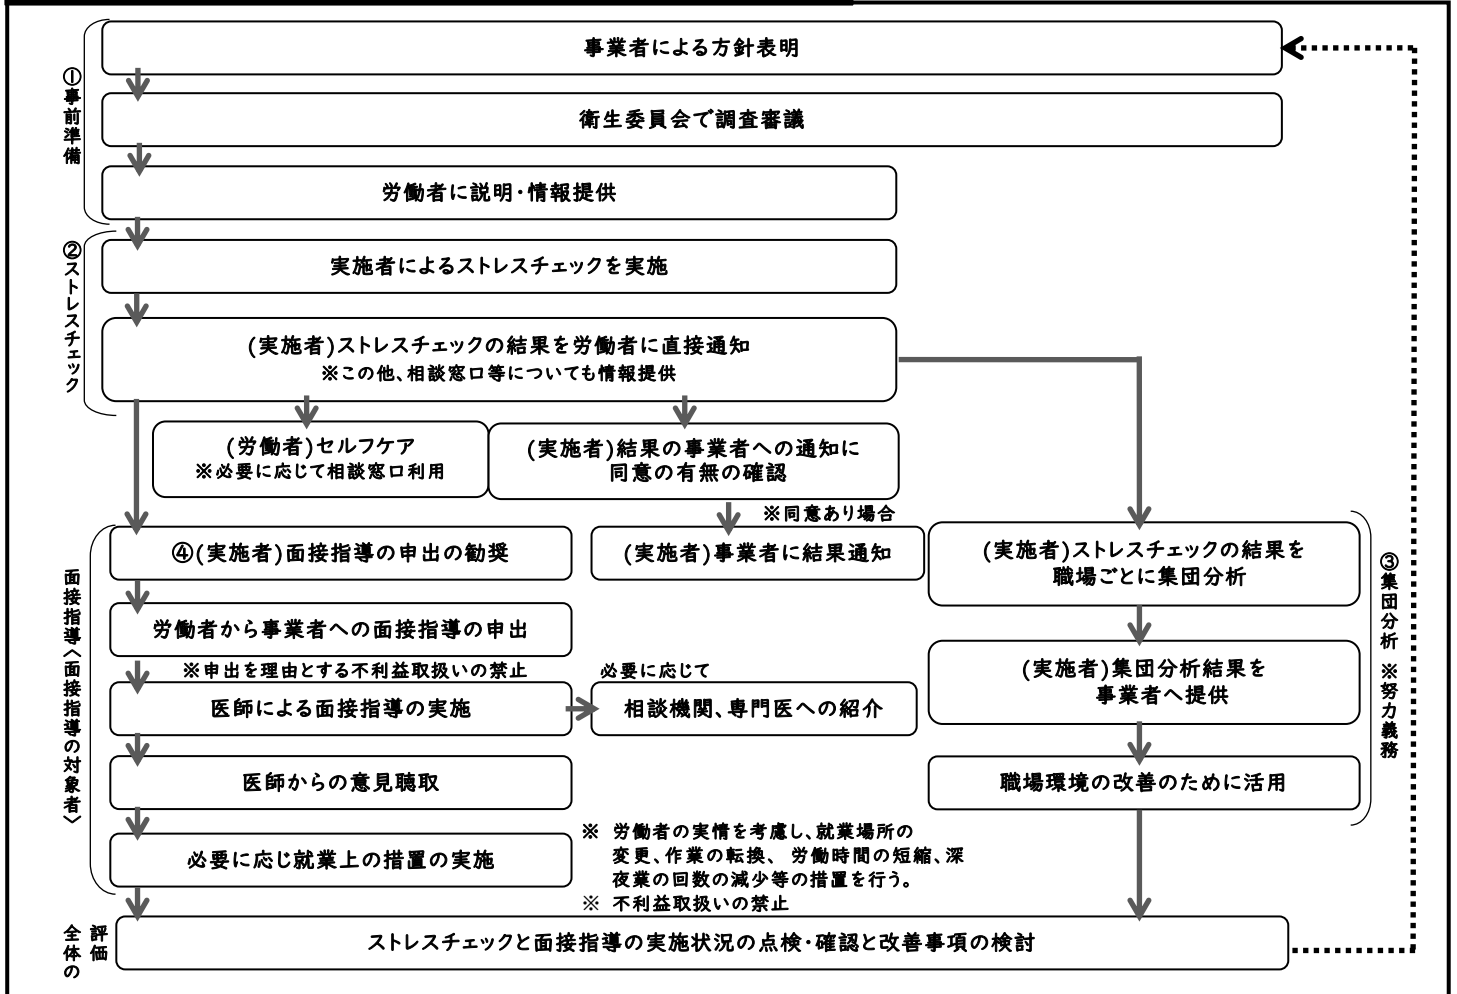 ①事前準備
事業者による方針表明
衛生委員会で調査審議
労働者に説明・情報提供
②ストレスチェック
実施者によるストレスチェックを実施
(実施者)ストレスチェックの結果を労働者に直接通知
※この他、相談窓口等についても情報提供
(労働者)セルフケア
※必要に応じて相談窓口利用
(実施者)結果の事業者への通知に
同意の有無の確認
※同意あり場合
面接指導〈面接指導の対象者〉
④(実施者)面接指導の申出の勧奨
(実施者)事業者に結果通知
労働者から事業者への面接指導の申出
※申出を理由とする不利益取扱いの禁止
必要に応じて
医師による面接指導の実施
相談機関、専門医への紹介
医師からの意見聴取
必要に応じ就業上の措置の実施
※ 労働者の実情を考慮し、就業場所の
変更、作業の転換、 労働時間の短縮、深
夜業の回数の減少等の措置を行う。
※ 不利益取扱いの禁止
③集団分析 ※努力義務
(実施者)ストレスチェックの結果を
職場ごとに集団分析
(実施者)集団分析結果を
事業者へ提供
職場環境の改善のために活用
全体の
評価
ストレスチェックと面接指導の実施状況の点検・確認と改善事項の検討